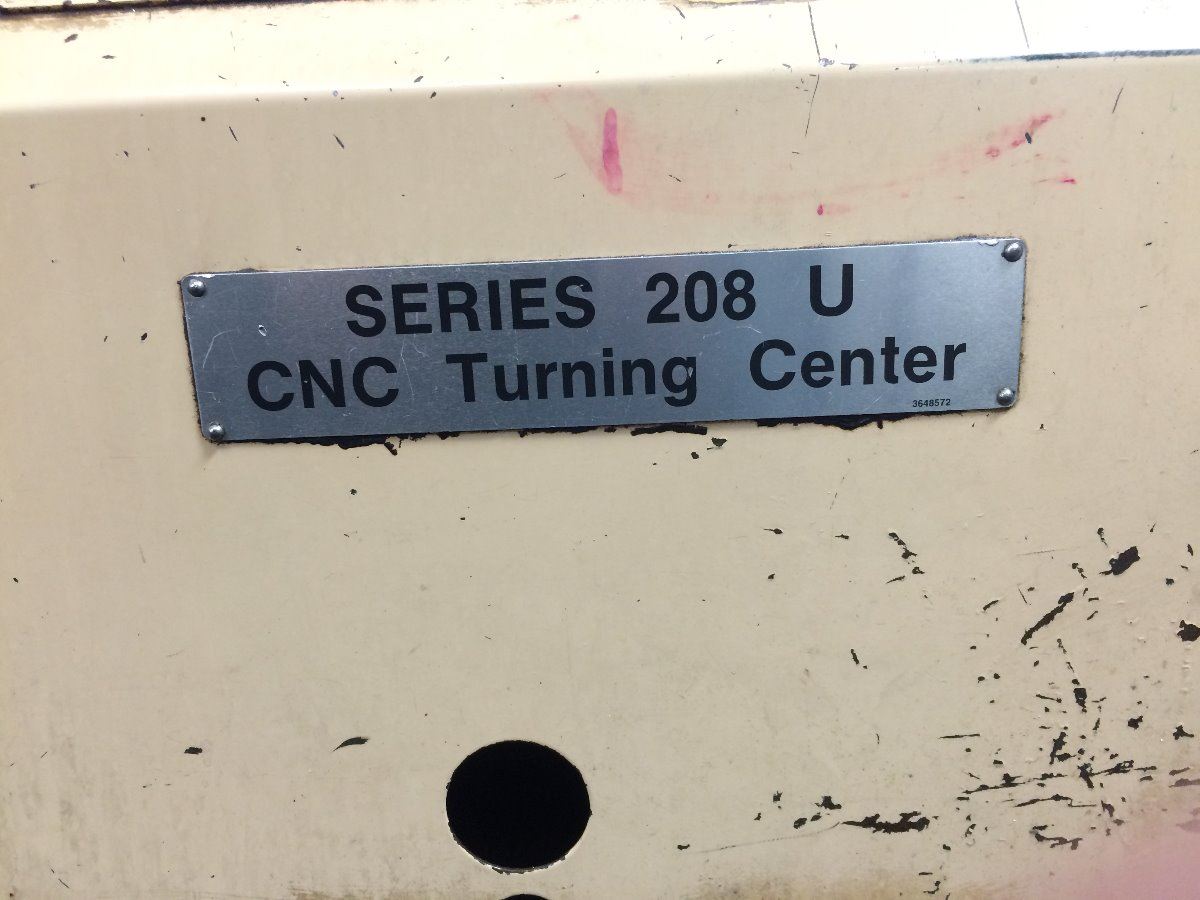 SERIES 208 U
CNC Turning Center
3648572